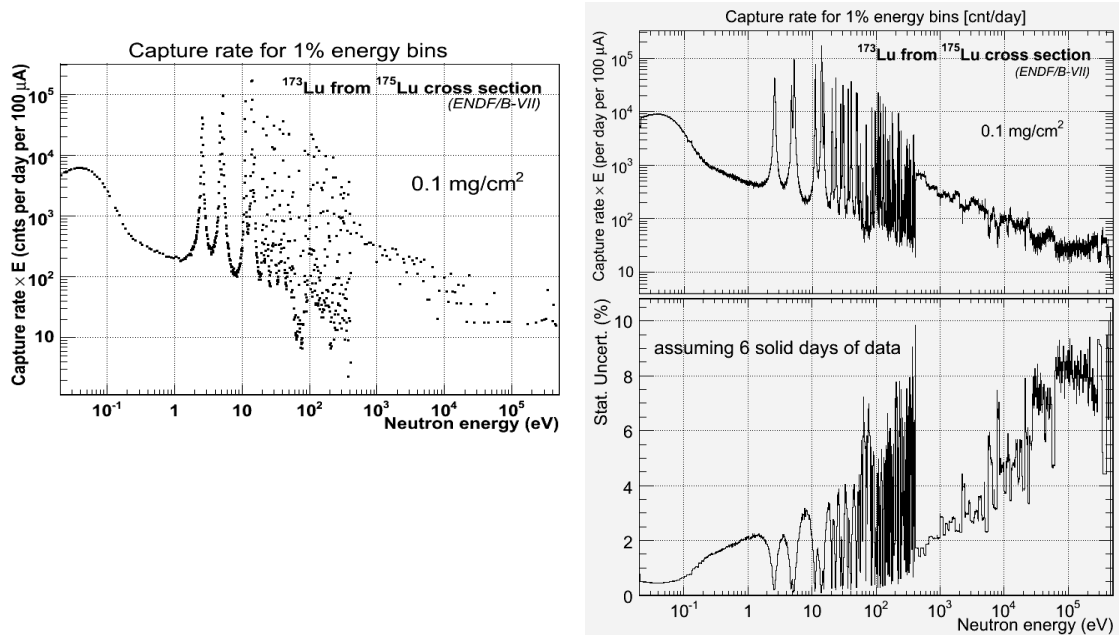 Capture rate for 1% energy bins
Capture rate × E (cnts per day per 100 μA)
10⁵
10⁴
10³
10²
10
¹⁷³Lu from ¹⁷⁵Lu cross section
(ENDF/B-VII)
0.1 mg/cm²
10⁻¹ 1 10 10² 10³ 10⁴ 10⁵
Neutron energy (eV)
Capture rate for 1% energy bins [cnt/day]
Capture rate × E (per day per 100 μA)
10⁵
10⁴
10³
10²
10
¹⁷³Lu from ¹⁷⁵Lu cross section
(ENDF/B-VII)
0.1 mg/cm²
Stat. Uncert. (%)
10
8
6
4
2
0
assuming 6 solid days of data
10⁻¹ 1 10 10² 10³ 10⁴ 10⁵
Neutron energy (eV)